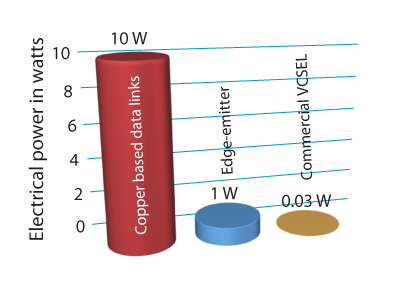 10 W
Electrical power in watts
10
8
6
4
2
0
Copper based data links
Edge-emitter
1 W
Commercial VCSEL
0.03 W